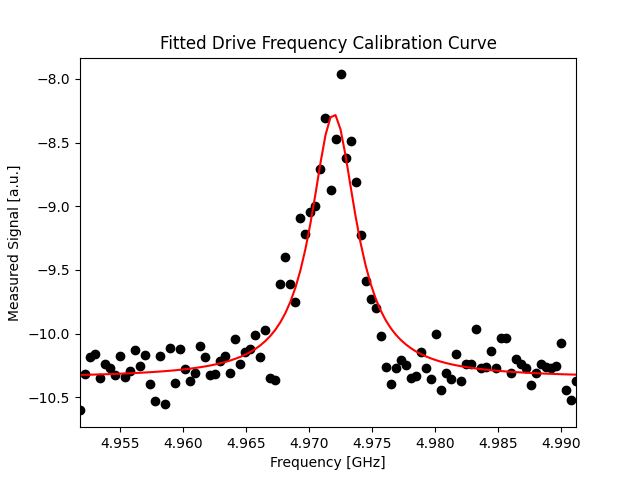 Fitted Drive Frequency Calibration Curve
Measured Signal [a.u.]
−8.0
−8.5
−9.0
−9.5
−10.0
−10.5
4.955 4.960 4.965 4.970 4.975 4.980 4.985 4.990
Frequency [GHz]